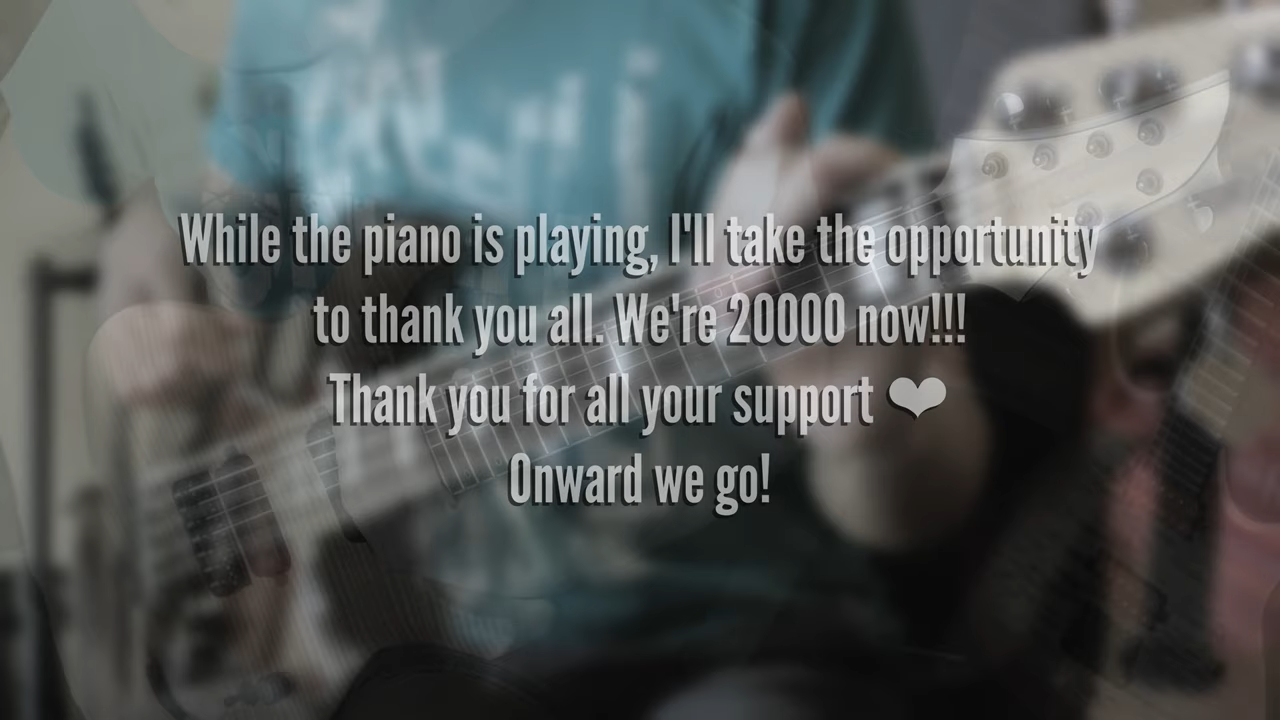 While the piano is playing, I'll take the opportunity
to thank you all. We're 20000 now!!!
Thank you for all your support ❤
Onward we go!